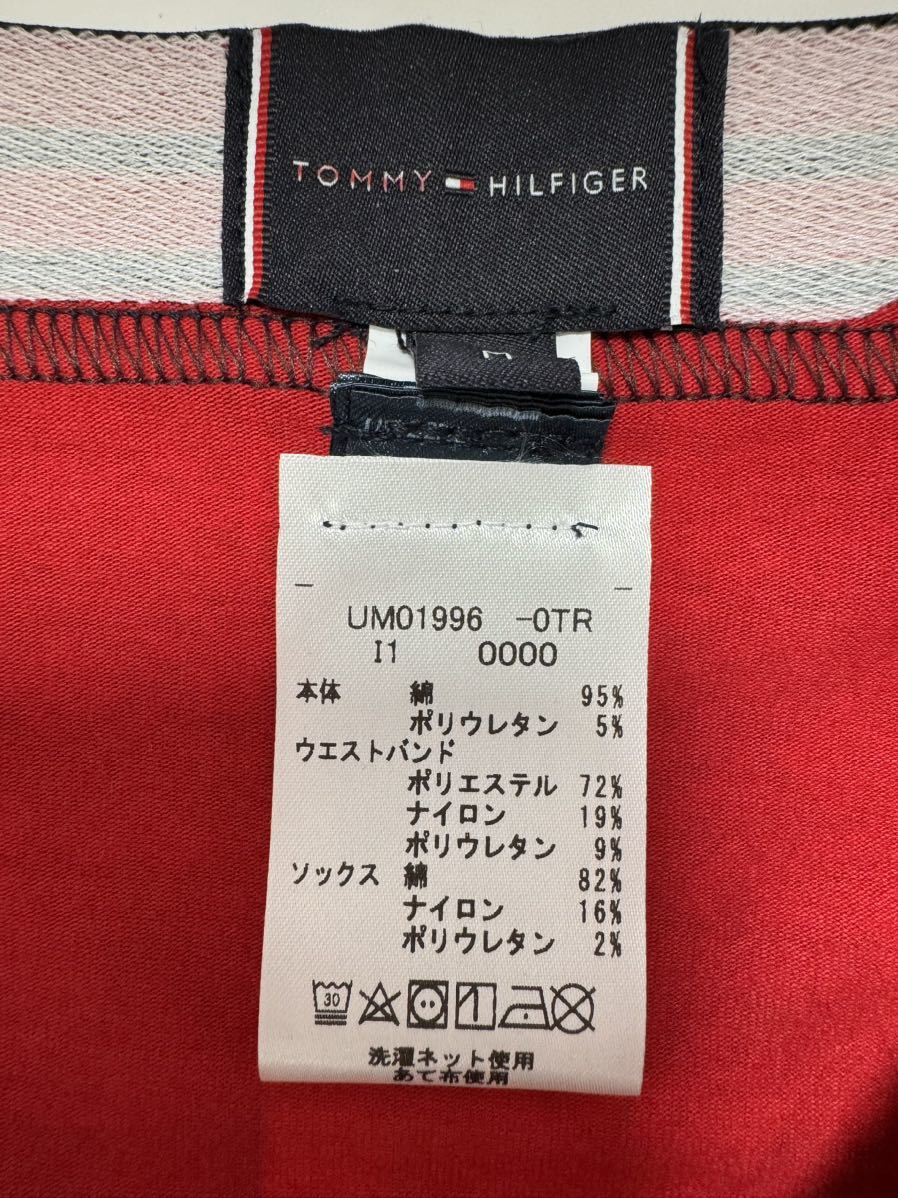 TOMMY HILFIGER
UM01996 -0TR
I1 0000
本体 綿 95%
ポリウレタン 5%
ウエストバンド
ポリエステル 72%
ナイロン 19%
ポリウレタン 9%
ソックス 綿 82%
ナイロン 16%
ポリウレタン 2%
30
洗濯ネット使用
あて布使用